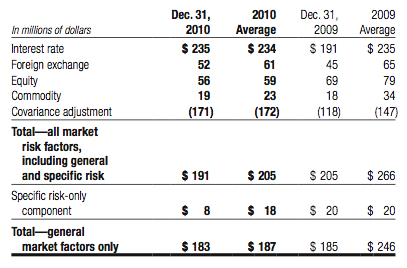 Dec. 31, 2010 Dec. 31, 2009
In millions of dollars 2010 Average 2009 Average
Interest rate $ 235 $ 234 $ 191 $ 235
Foreign exchange 52 61 45 65
Equity 56 59 69 79
Commodity 19 23 18 34
Covariance adjustment (171) (172) (118) (147)
Total—all market
risk factors,
including general
and specific risk $ 191 $ 205 $ 205 $ 266
Specific risk-only
component $ 8 $ 18 $ 20 $ 20
Total—general
market factors only $ 183 $ 187 $ 185 $ 246